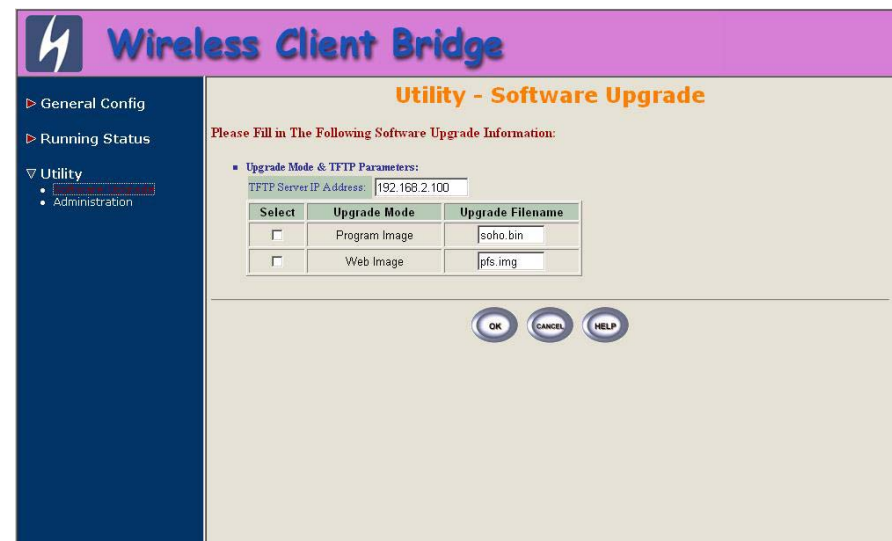 Wireless Client Bridge
General Config
Running Status
Utility
Administration
Utility - Software Upgrade
Please Fill in The Following Software Upgrade Information:
Upgrade Mode & TFTP Parameters:
TFTP Server IP Address: 192.168.2.100
Select Upgrade Mode Upgrade Filename
Program Image soho.bin
Web Image pfs.img
OK CANCEL HELP